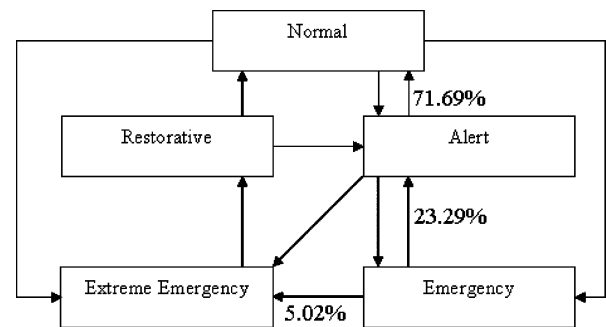 Normal
71.69%
Restorative
Alert
23.29%
Extreme Emergency
Emergency
5.02%